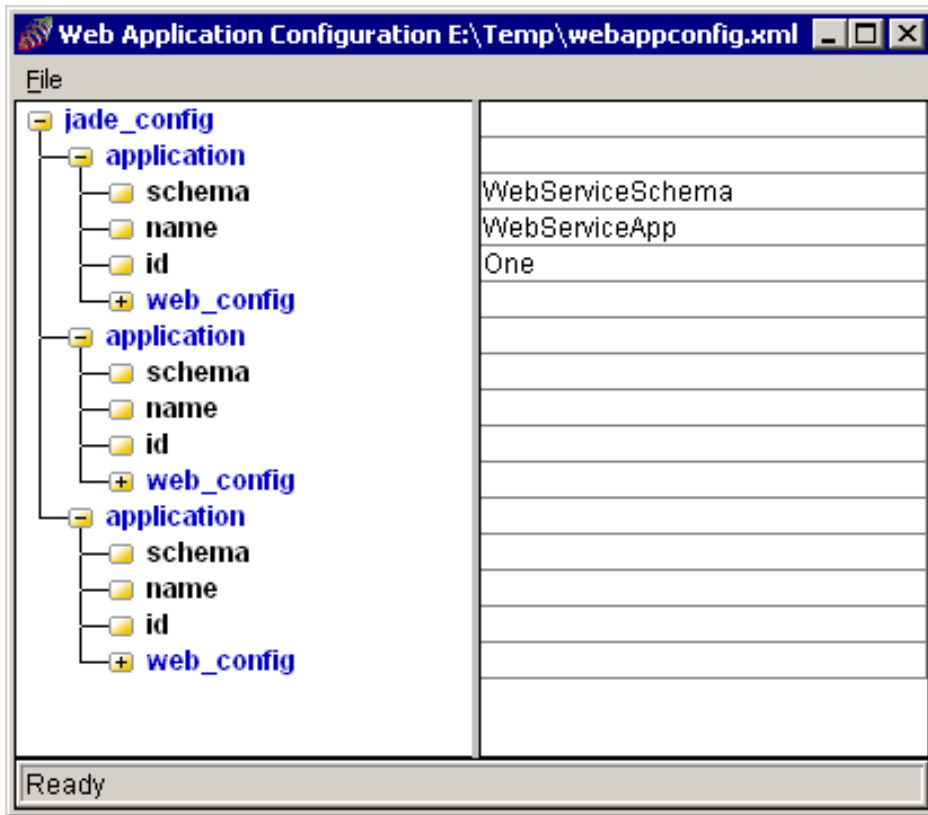 Web Application Configuration E:\Temp\webappconfig.xml
File
jade_config
application
schema WebServiceSchema
name WebServiceApp
id One
web_config
application
schema
name
id
web_config
application
schema
name
id
web_config
Ready